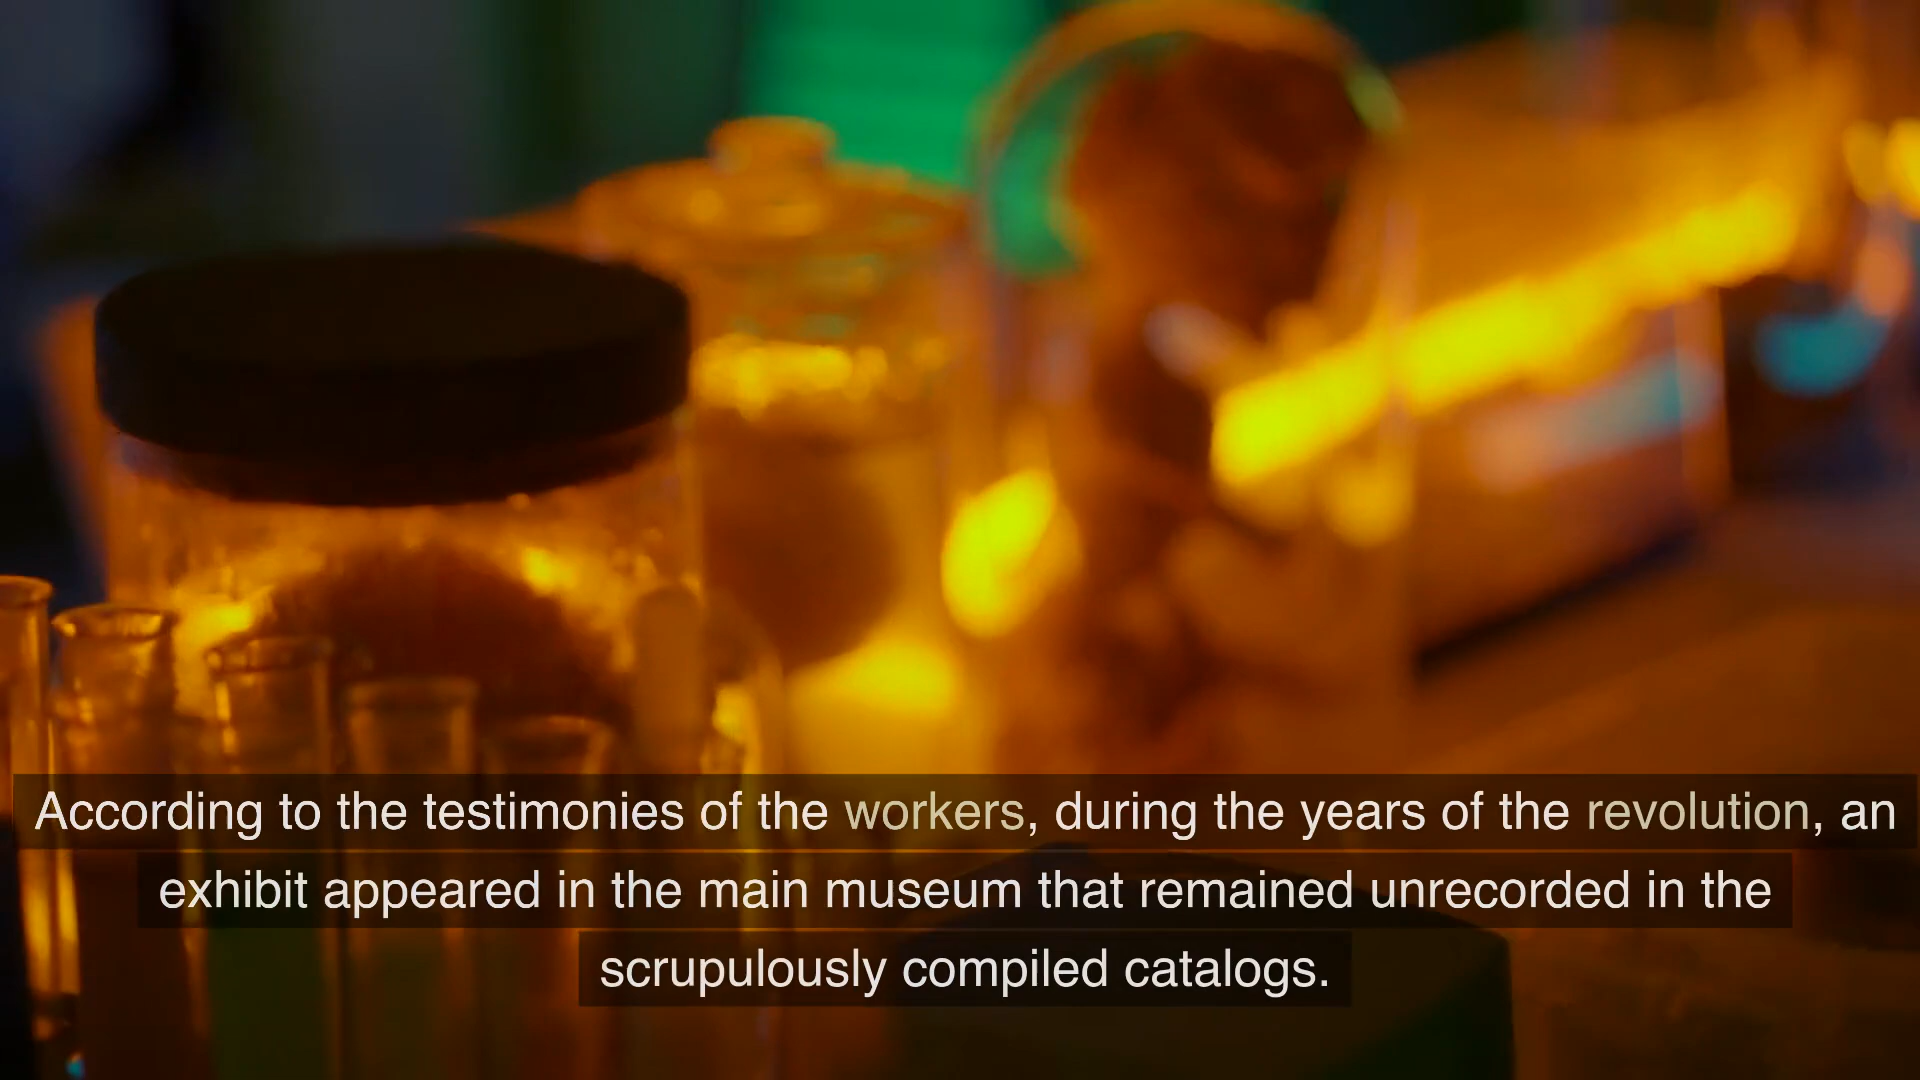 According to the testimonies of the workers, during the years of the revolution, an
exhibit appeared in the main museum that remained unrecorded in the
scrupulously compiled catalogs.